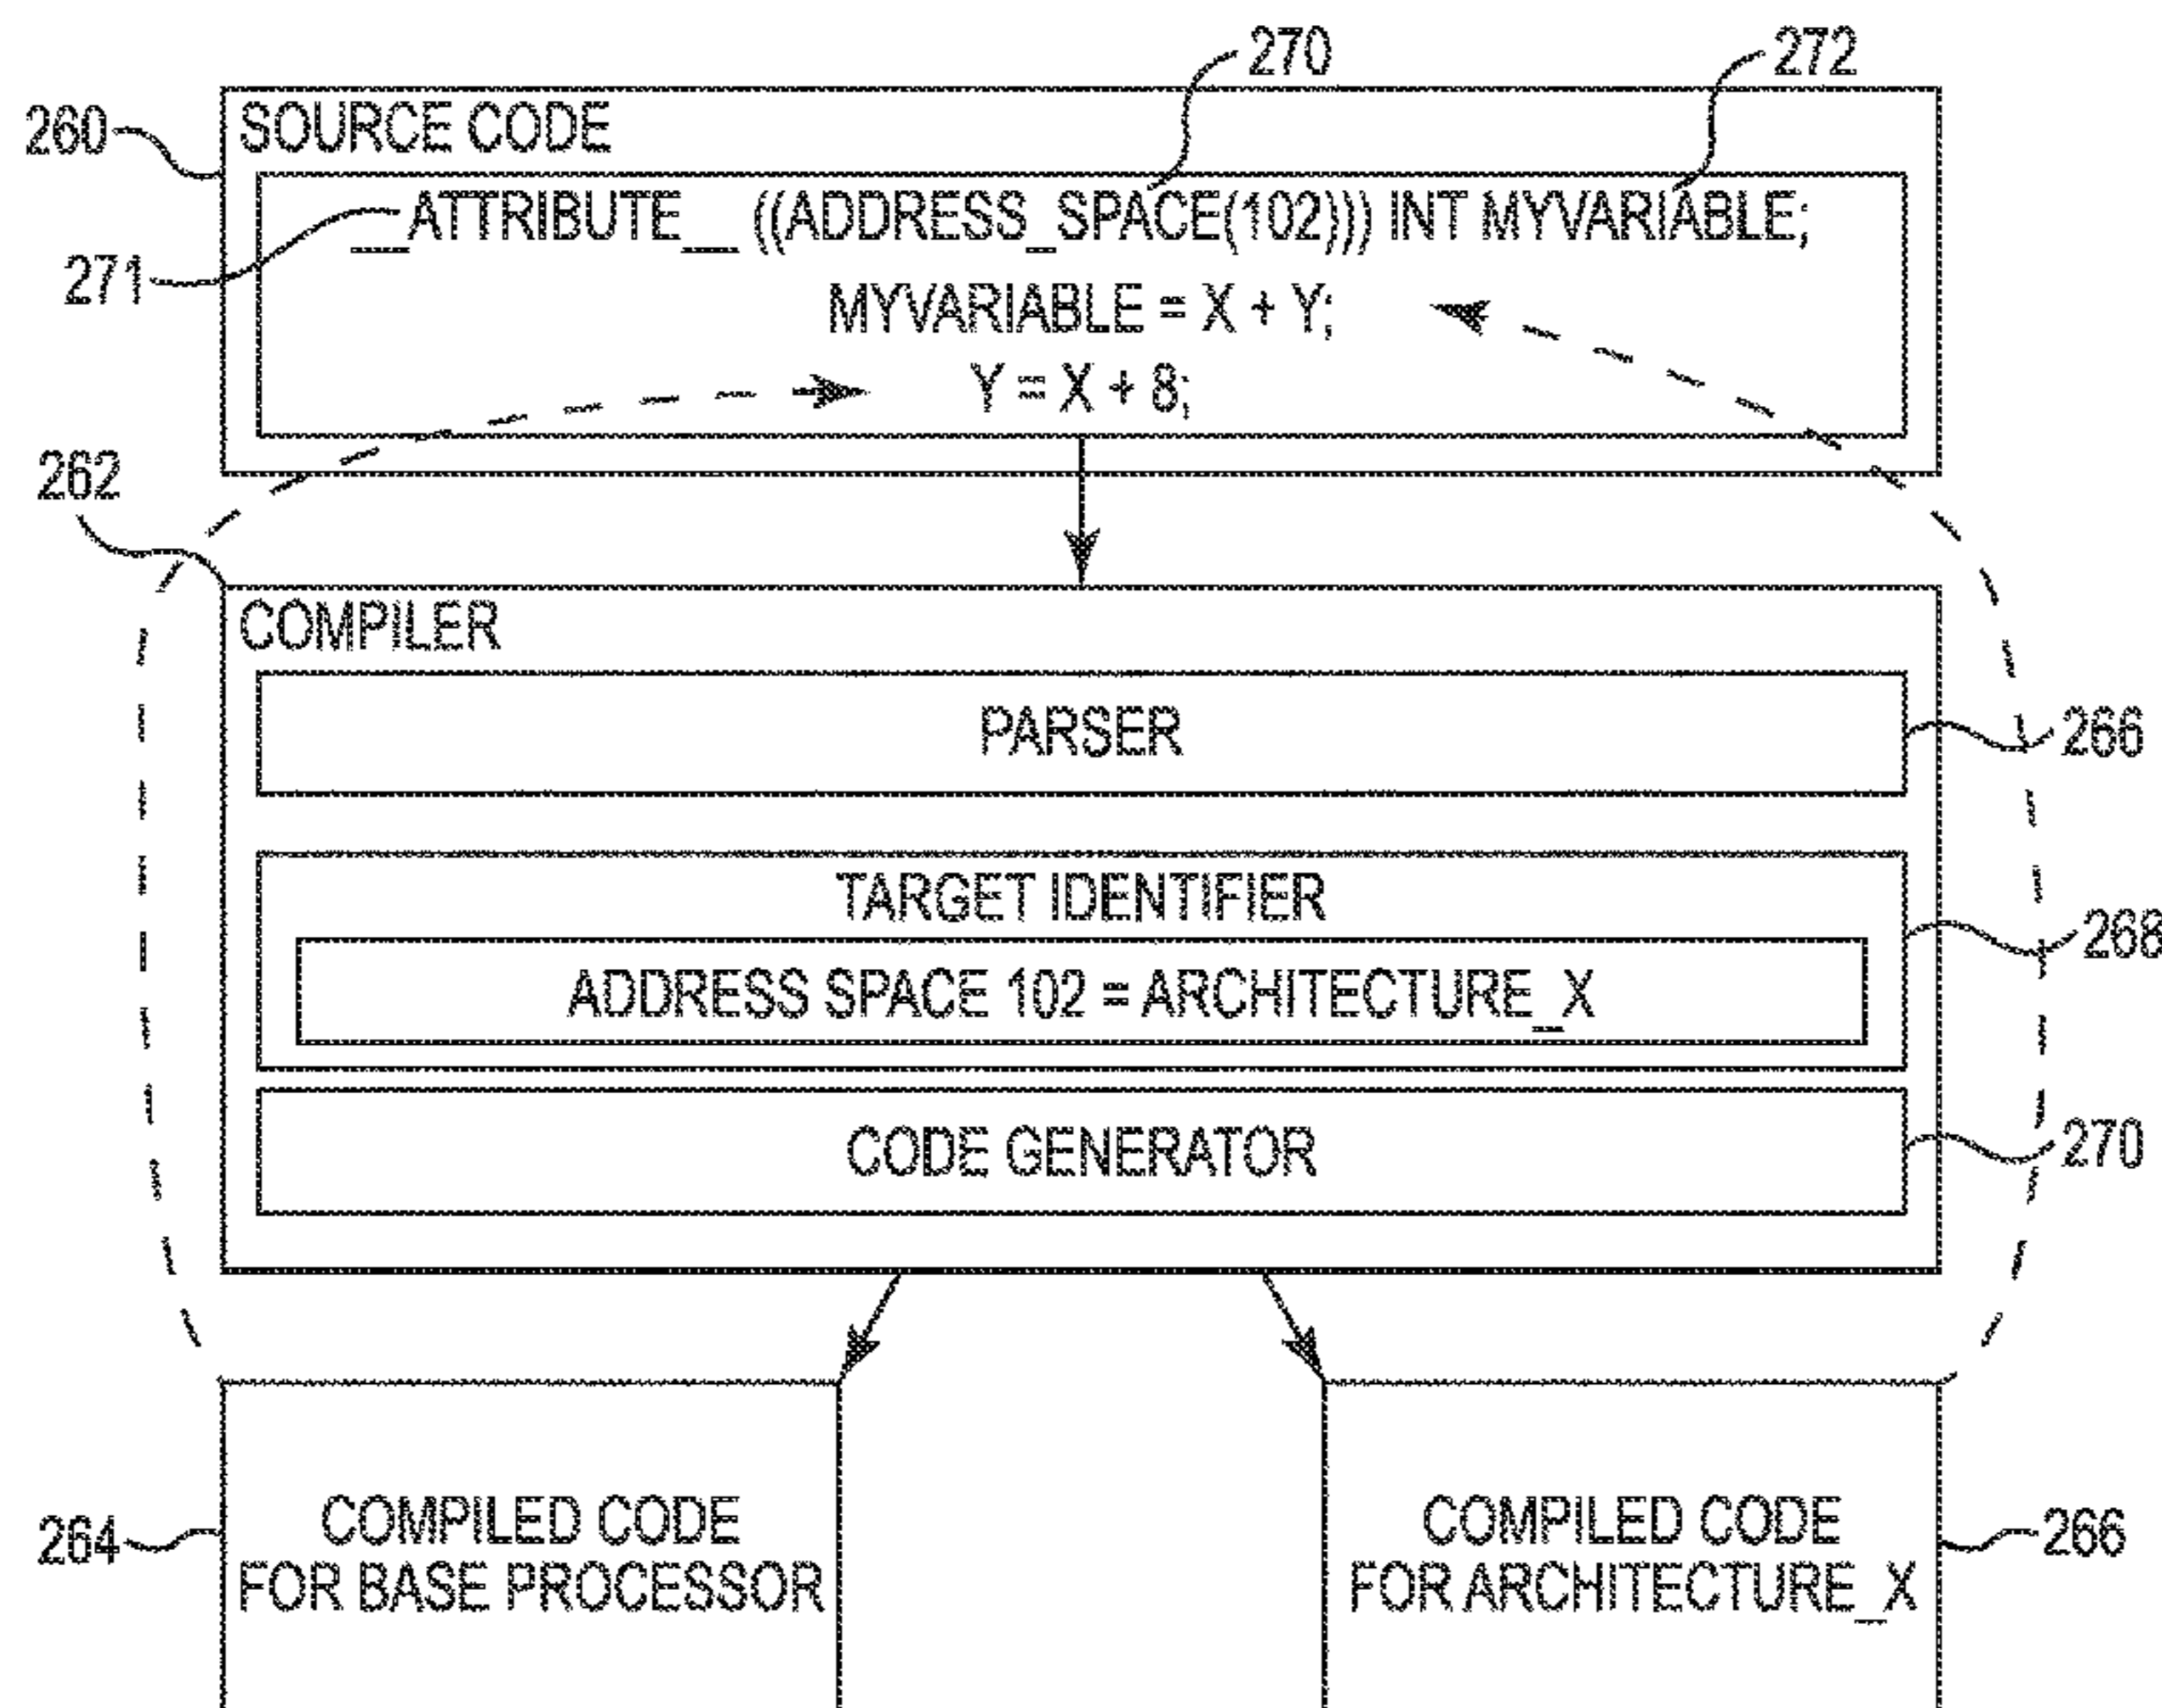 270
272
260
SOURCE CODE
__ATTRIBUTE__ ((ADDRESS_SPACE(102))) INT MYVARIABLE;
271
MYVARIABLE = X + Y;
Y = X + 8;
262
COMPILER
PARSER
266
TARGET IDENTIFIER
268
ADDRESS SPACE 102 = ARCHITECTURE_X
CODE GENERATOR
270
264
COMPILED CODE
FOR BASE PROCESSOR
COMPILED CODE
FOR ARCHITECTURE_X
266